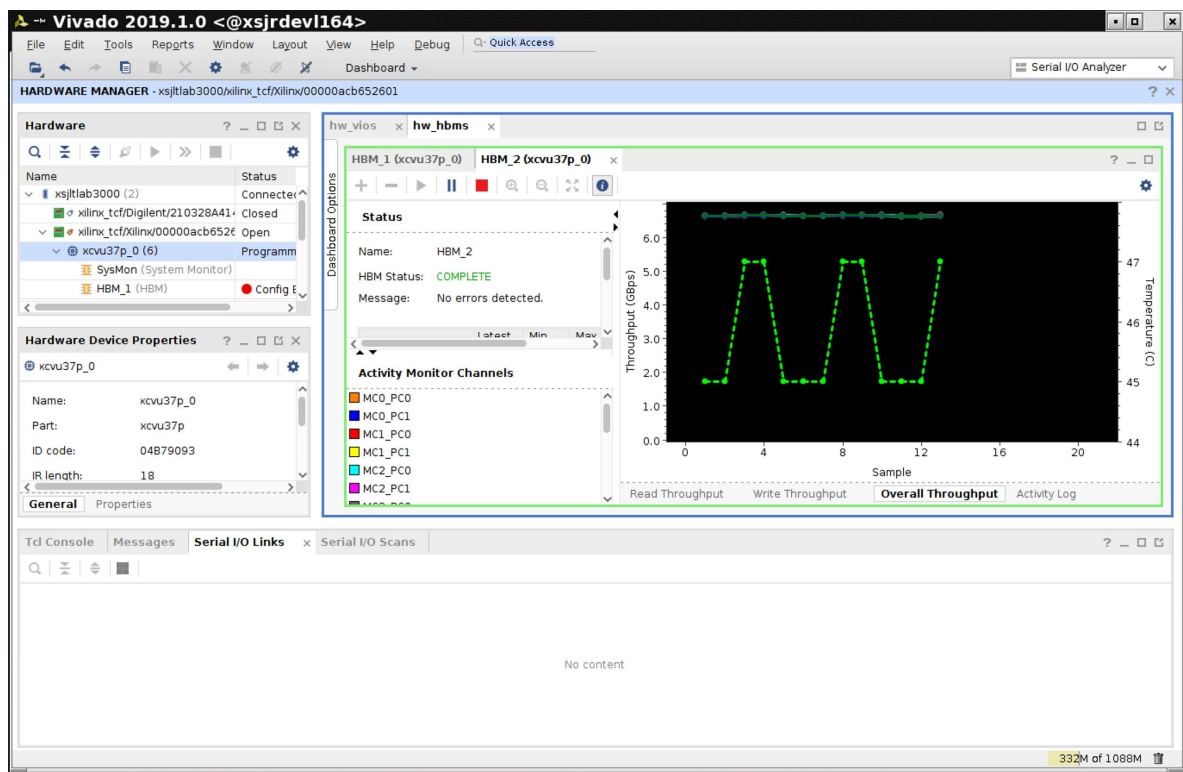 Vivado 2019.1.0 <@xsjrdevl164>
File Edit Tools Reports Window Layout View Help Debug Quick Access
Dashboard Serial I/O Analyzer
HARDWARE MANAGER - xsjltlab3000/xilinx_tcf/Xilinx/00000acb652601
Hardware
Name Status
xsjltlab3000 (2) Connected
xilinx_tcf/Digilent/210328A41 Closed
xilinx_tcf/Xilinx/00000acb6526 Open
xcvu37p_0 (6) Programm
SysMon (System Monitor)
HBM_1 (HBM) Config E
Hardware Device Properties
xcvu37p_0
Name: xcvu37p_0
Part: xcvu37p
ID code: 04B79093
IR length: 18
General Properties
hw_vios hw_hbms
Dashboard Options
HBM_1 (xcvu37p_0) HBM_2 (xcvu37p_0)
Status
Name: HBM_2
HBM Status: COMPLETE
Message: No errors detected.
Latest Min Max
Activity Monitor Channels
MC0_PC0
MC0_PC1
MC1_PC0
MC1_PC1
MC2_PC0
MC2_PC1
Throughput (GBps)
6.0
5.0
4.0
3.0
2.0
1.0
0.0
47
46
45
44
Temperature (C)
0 4 8 12 16 20
Sample
Read Throughput Write Throughput Overall Throughput Activity Log
Tcl Console Messages Serial I/O Links Serial I/O Scans
No content
332M of 1088M